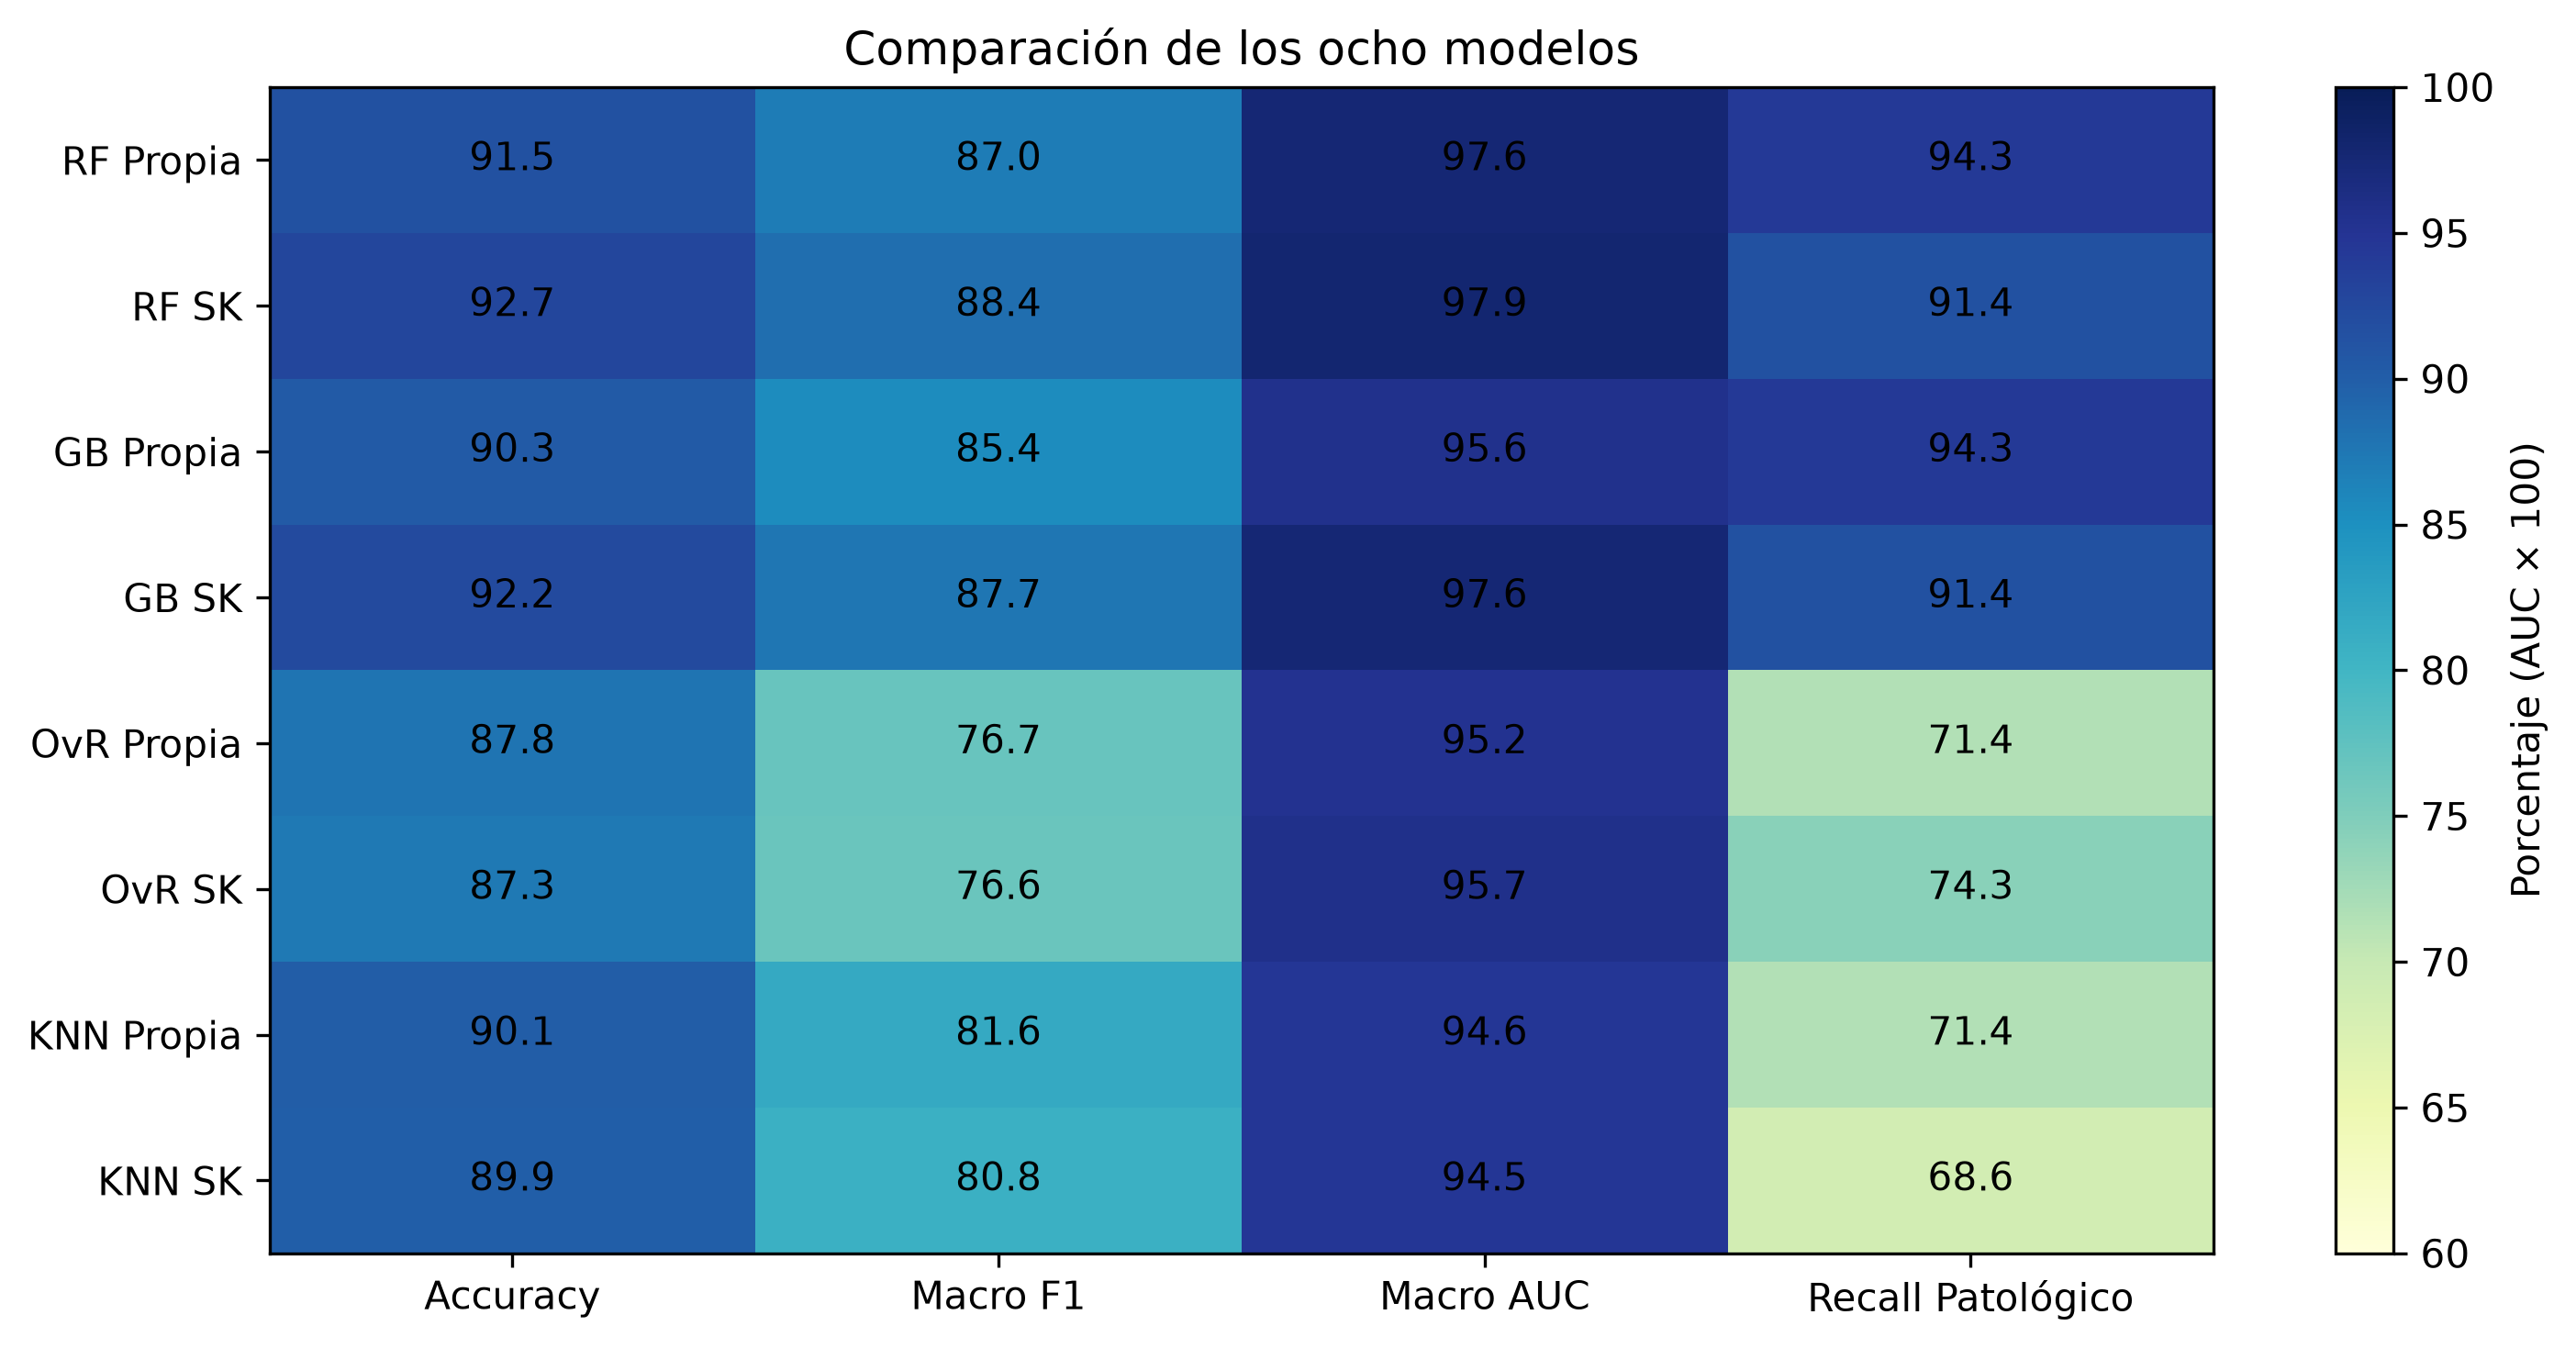 Comparación de los ocho modelos
RF Propia 91.5 87.0 97.6 94.3
RF SK 92.7 88.4 97.9 91.4
GB Propia 90.3 85.4 95.6 94.3
GB SK 92.2 87.7 97.6 91.4
OvR Propia 87.8 76.7 95.2 71.4
OvR SK 87.3 76.6 95.7 74.3
KNN Propia 90.1 81.6 94.6 71.4
KNN SK 89.9 80.8 94.5 68.6
Accuracy Macro F1 Macro AUC Recall Patológico
100
95
90
85
80
75
70
65
60
Porcentaje (AUC × 100)